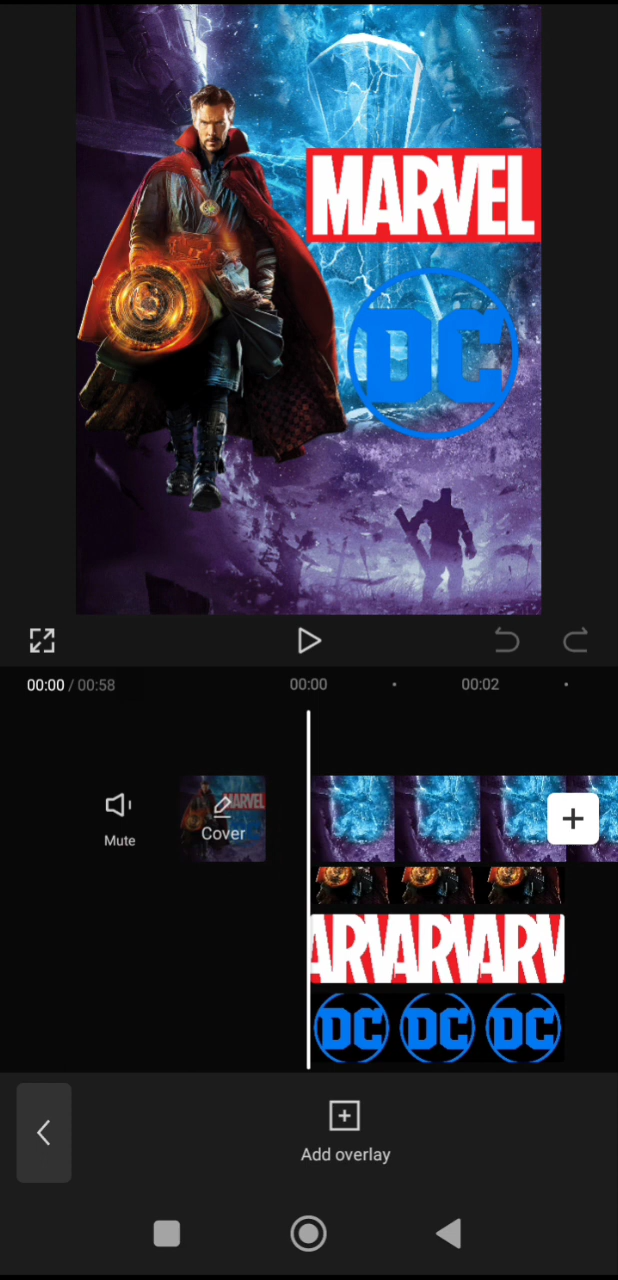 MARVEL
DC
00:00 / 00:58
00:00
00:02
Mute
MARVEL
Cover
ARVARVARV
DC DC DC
Add overlay